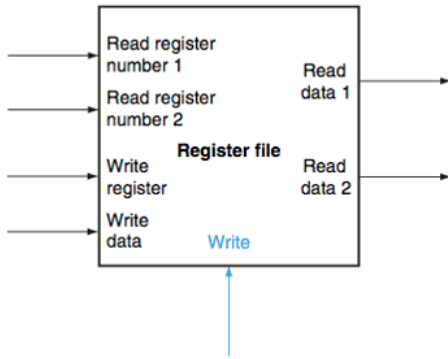 Read register
number 1
Read
data 1
Read register
number 2
Register file
Write
register
Read
data 2
Write
data
Write